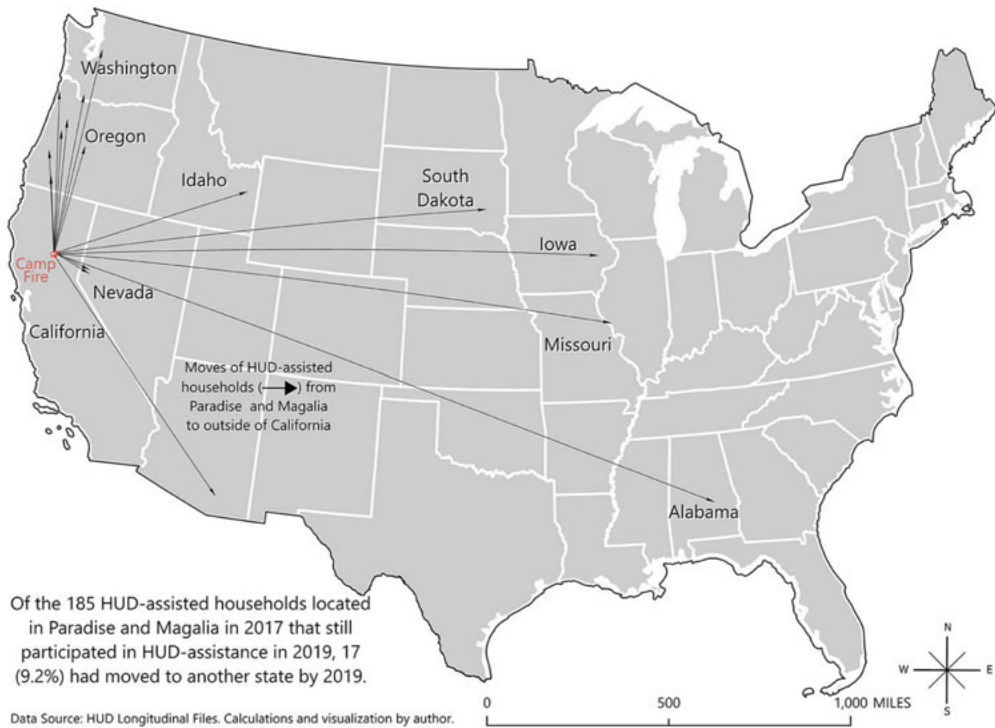 Washington
Oregon
Idaho
South
Dakota
Iowa
Camp
Fire
Nevada
California
Missouri
Moves of HUD-assisted
households ( ) from
Paradise and Magalia
to outside of California
Alabama
Of the 185 HUD-assisted households located
in Paradise and Magalia in 2017 that still
participated in HUD-assistance in 2019, 17
(9.2%) had moved to another state by 2019.
N
W E
S
0 500 1,000 MILES
Data Source: HUD Longitudinal Files. Calculations and visualization by author.